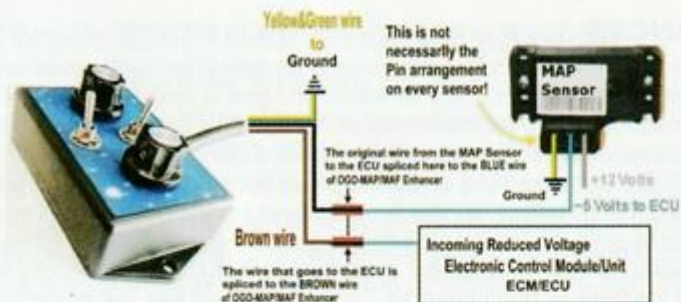 Yellow&Green wire
to
Ground
This is not
necessarily the
Pin arrangement
on every sensor!
MAP
Sensor
The original wire from the MAP Sensor
to the ECU spliced here to the BLUE wire
of OGO-MAP/MAF Enhancer
Ground
+12 Volts
~5 Volts to ECU
Brown wire
Incoming Reduced Voltage
Electronic Control Module/Unit
ECM/ECU
The wire that goes to the ECU is
spliced to the BROWN wire
of OGO-MAP/MAF Enhancer